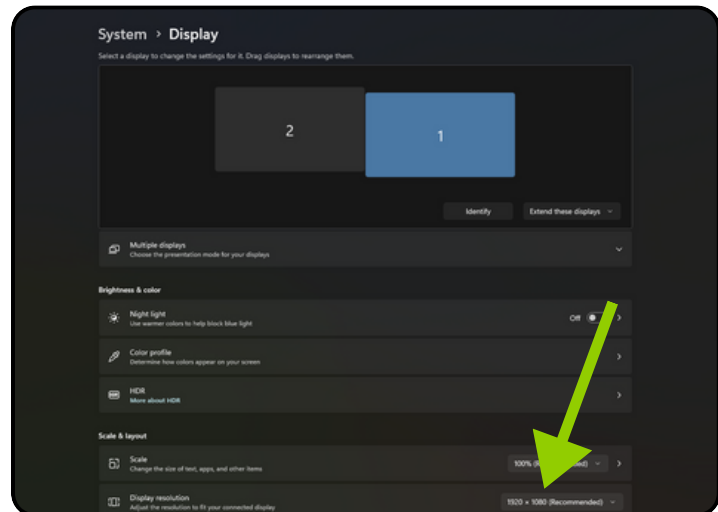 System > Display
Select a display to change the settings for it. Drag displays to rearrange them.
2
1
Identify
Extend these displays
Multiple displays
Choose the presentation mode for your displays
Brightness & color
Night light
Use warmer colors to help block blue light
Off
Color profile
Determine how colors appear on your screen
HDR
HDR
More about HDR
Scale & layout
Scale
Change the size of text, apps, and other items
100%
Display resolution
Adjust the resolution to fit your connected display
1920 × 1080 (Recommended)